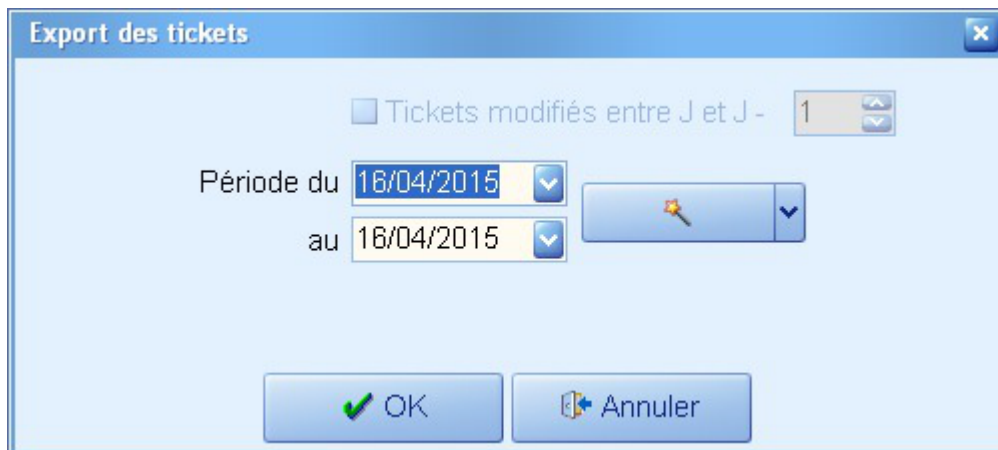 Export des tickets
Tickets modifiés entre J et J - 1
Période du 16/04/2015
au 16/04/2015
OK Annuler